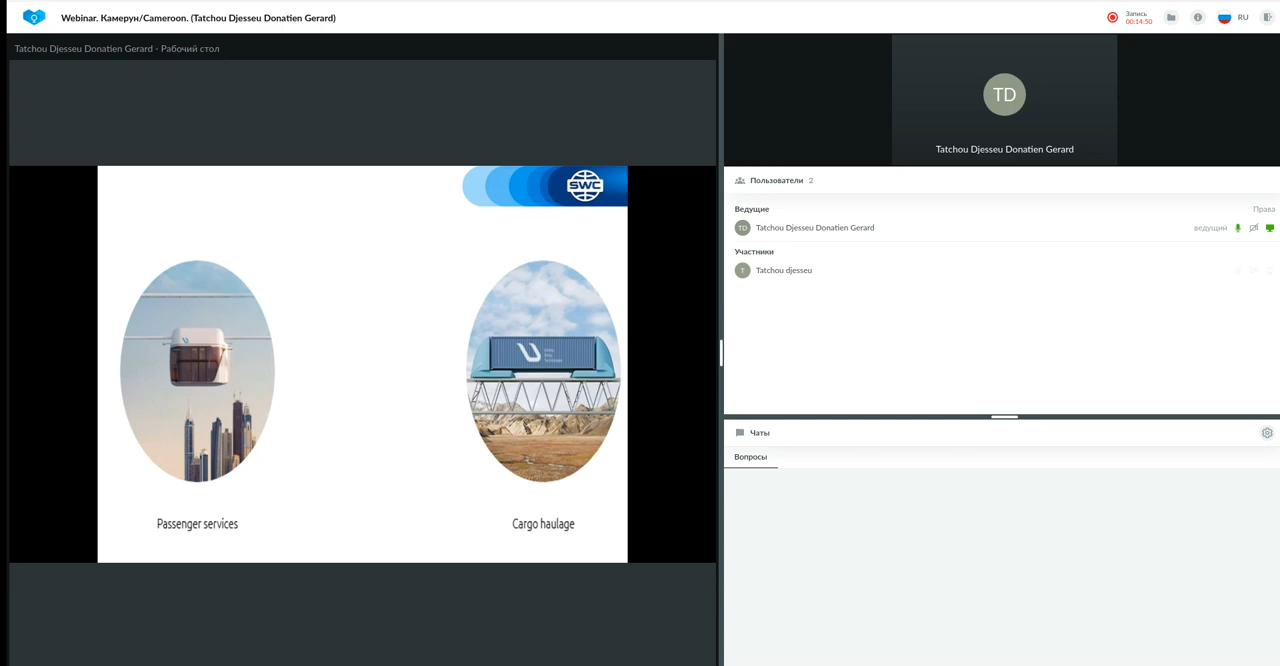 Webinar. Камерун/Cameroon. (Tatchou Djesseu Donatien Gerard)
Запись
00:14:50
RU
Tatchou Djesseu Donatien Gerard - Рабочий стол
SWC
Passenger services
Cargo haulage
TD
Tatchou Djesseu Donatien Gerard
Пользователи 2
Ведущие Права
TD Tatchou Djesseu Donatien Gerard ведущий
Участники
T Tatchou djesseu
Чаты
Вопросы